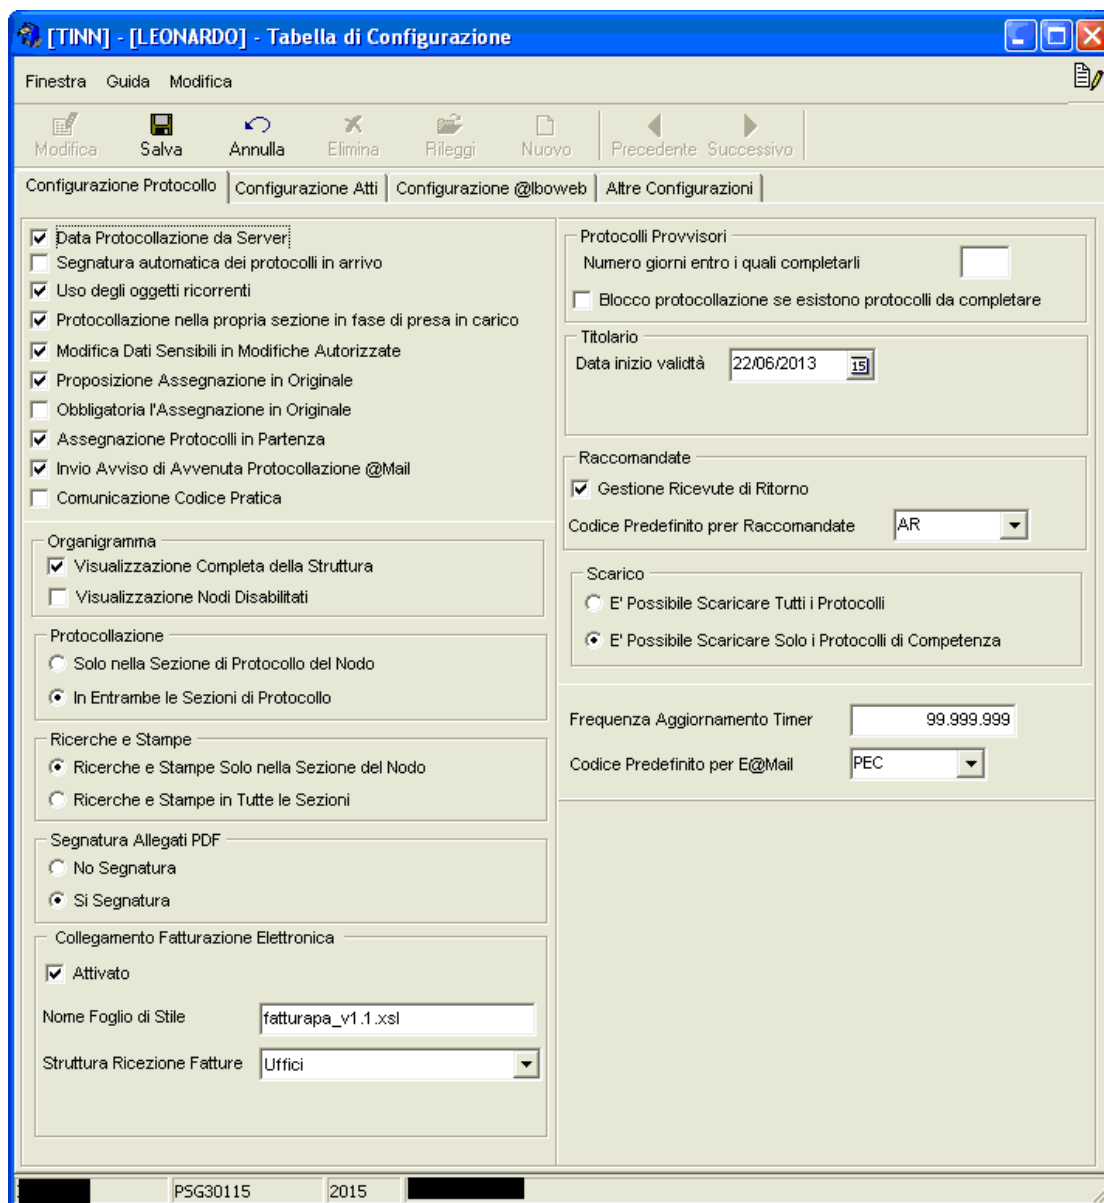 [TINN] - [LEONARDO] - Tabella di Configurazione
Finestra Guida Modifica
Modifica Salva Annulla Elimina Rileggi Nuovo Precedente Successivo
Configurazione Protocollo Configurazione Atti Configurazione @lboweb Altre Configurazioni
Data Protocollazione da Server
Segnatura automatica dei protocolli in arrivo
Uso degli oggetti ricorrenti
Protocollazione nella propria sezione in fase di presa in carico
Modifica Dati Sensibili in Modifiche Autorizzate
Proposizione Assegnazione in Originale
Obbligatoria l'Assegnazione in Originale
Assegnazione Protocolli in Partenza
Invio Avviso di Avvenuta Protocollazione @Mail
Comunicazione Codice Pratica
Organigramma
Visualizzazione Completa della Struttura
Visualizzazione Nodi Disabilitati
Protocollazione
Solo nella Sezione di Protocollo del Nodo
In Entrambe le Sezioni di Protocollo
Ricerche e Stampe
Ricerche e Stampe Solo nella Sezione del Nodo
Ricerche e Stampe in Tutte le Sezioni
Segnatura Allegati PDF
No Segnatura
Si Segnatura
Collegamento Fatturazione Elettronica
Attivato
Nome Foglio di Stile fatturapa_v1.1.xsl
Struttura Ricezione Fatture Uffici
Protocolli Provvisori
Numero giorni entro i quali completarli
Blocco protocollazione se esistono protocolli da completare
Titolario
Data inizio validtà 22/06/2013 15
Raccomandate
Gestione Ricevute di Ritorno
Codice Predefinito prer Raccomandate AR
Scarico
E' Possibile Scaricare Tutti i Protocolli
E' Possibile Scaricare Solo i Protocolli di Competenza
Frequenza Aggiornamento Timer 99.999.999
Codice Predefinito per E@Mail PEC
PSG30115 2015